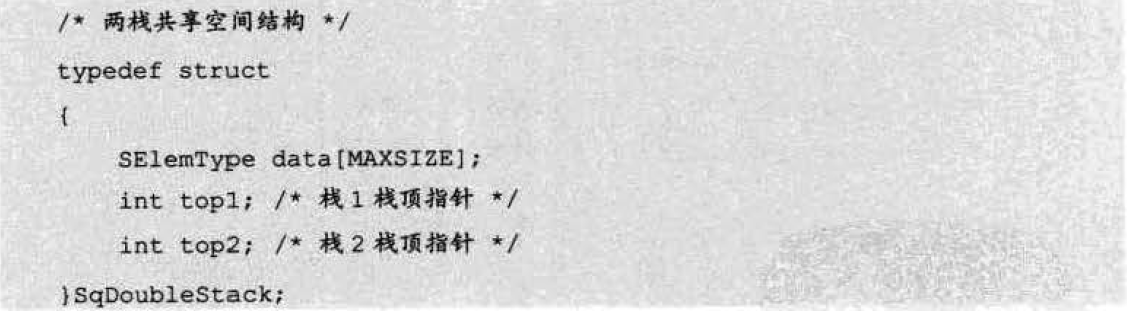 /* 两栈共享空间结构 */
typedef struct
{
    SElemType data[MAXSIZE];
    int top1; /* 栈1栈顶指针 */
    int top2; /* 栈2栈顶指针 */
}SqDoubleStack;